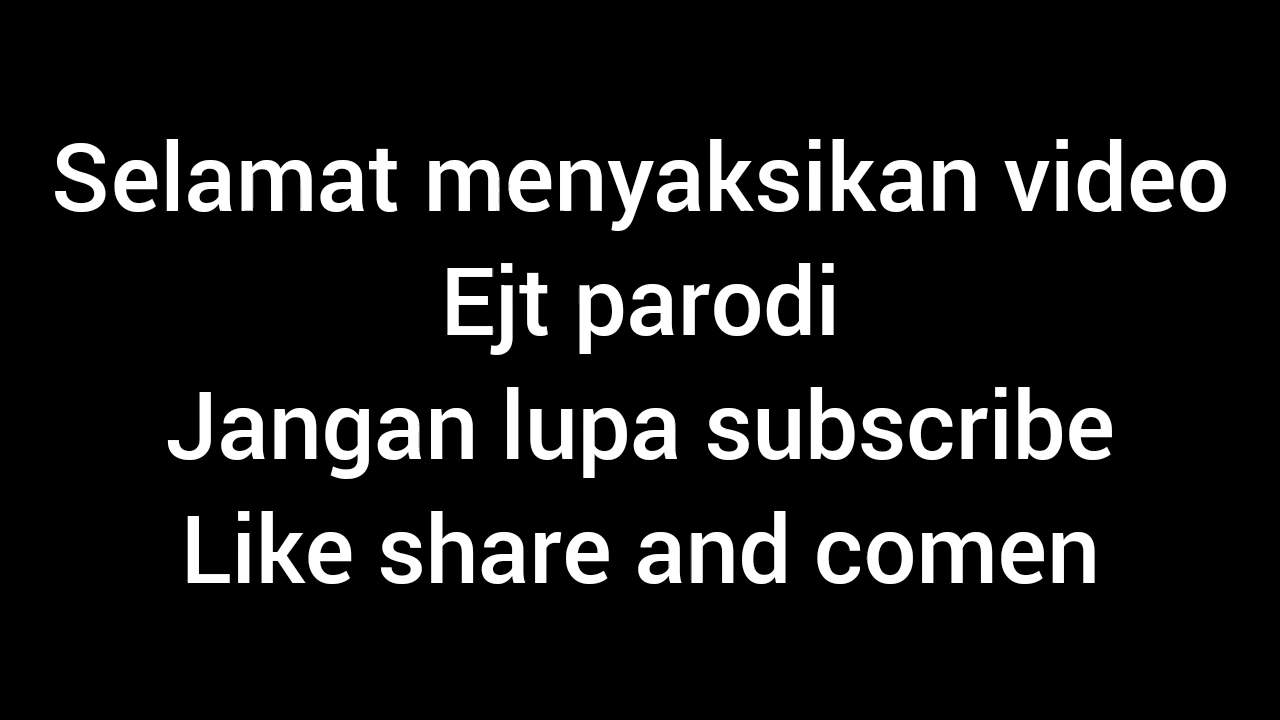 Selamat menyaksikan video
Ejt parodi
Jangan lupa subscribe
Like share and comen